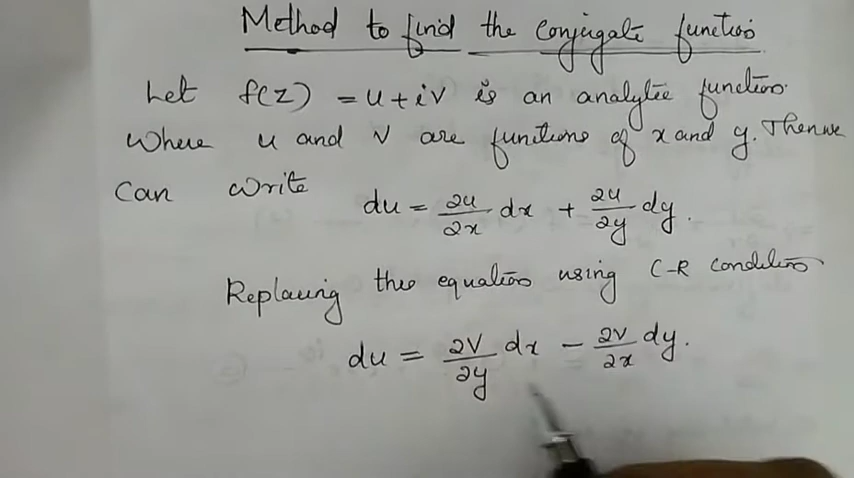 Method to find the conjugate function
Let f(z) = u + iv is an analytic function.
Where u and v are functions of x and y. Then we
can write
du = ∂u/∂x dx + ∂u/∂y dy.
Replacing this equation using C-R conditions
du = ∂v/∂y dx - ∂v/∂x dy.